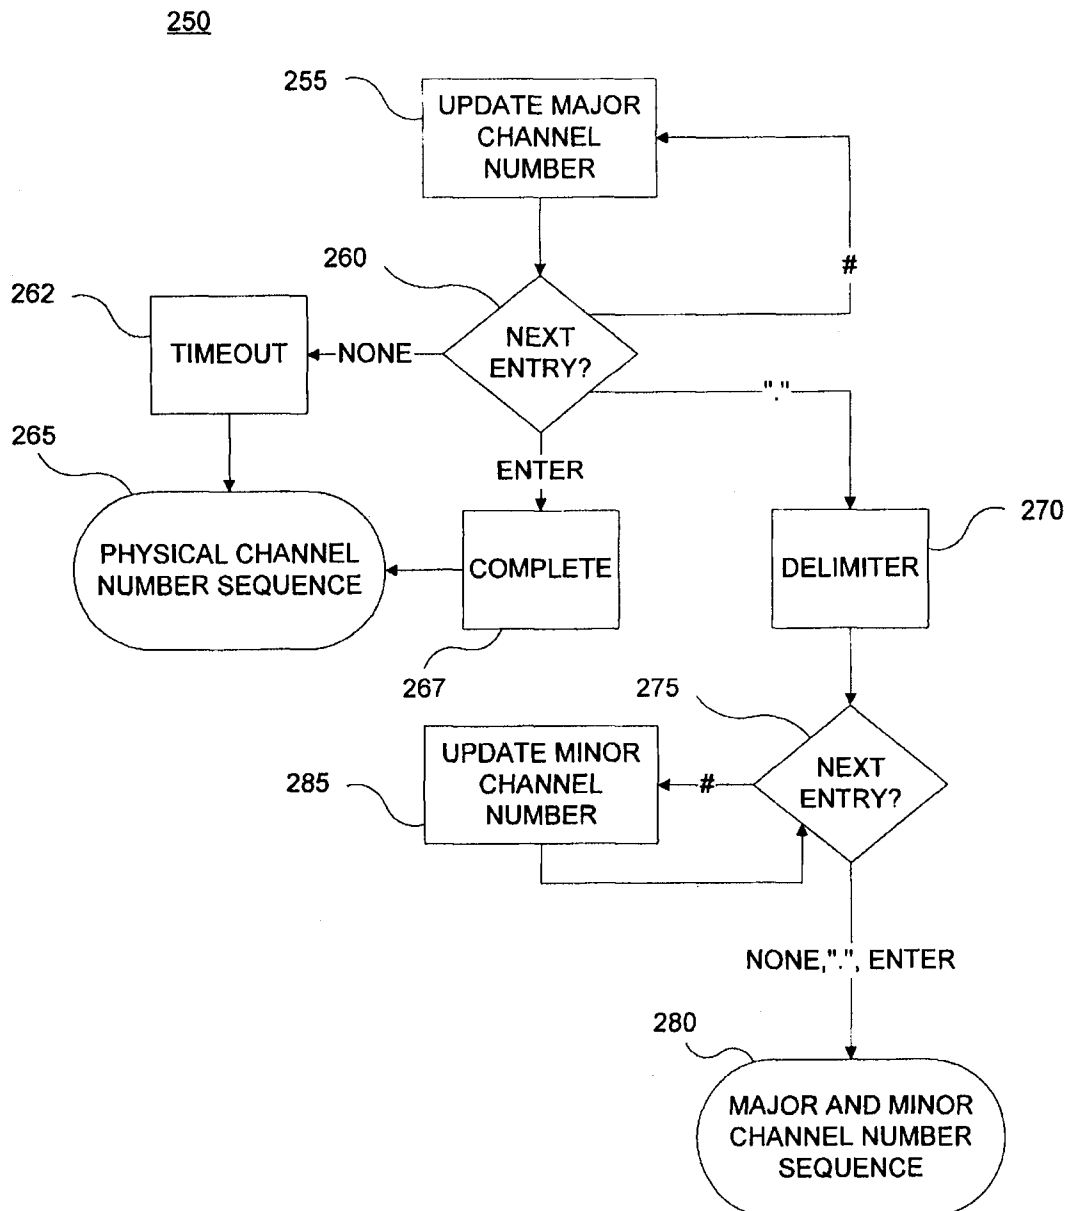 250
255
UPDATE MAJOR
CHANNEL
NUMBER
260
#
262
TIMEOUT
NONE
NEXT
ENTRY?
"."
265
ENTER
270
PHYSICAL CHANNEL
NUMBER SEQUENCE
COMPLETE
DELIMITER
267
275
285
UPDATE MINOR
CHANNEL
NUMBER
#
NEXT
ENTRY?
NONE,".", ENTER
280
MAJOR AND MINOR
CHANNEL NUMBER
SEQUENCE